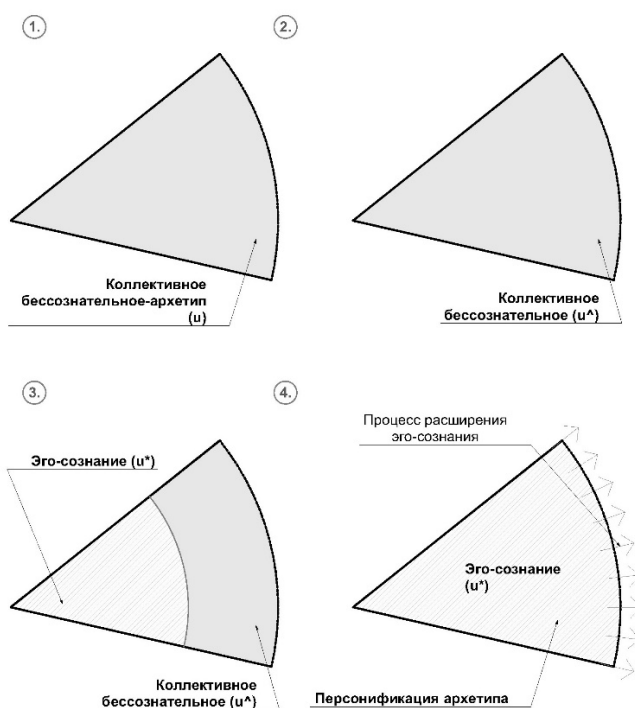 1.
2.
Коллективное
бессознательное-архетип
(u)
Коллективное
бессознательное (u^)
3.
4.
Эго-сознание (u*)
Коллективное
бессознательное (u^)
Процесс расширения
эго-сознания
Эго-сознание
(u*)
Персонификация архетипа